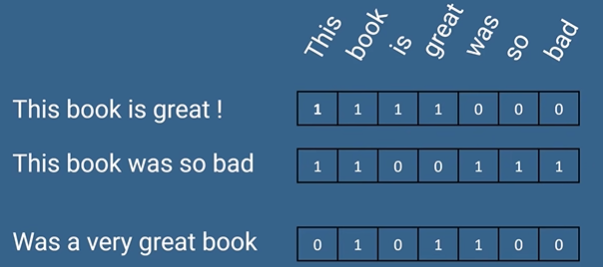 This book is great was so bad
This book is great ! 1 1 1 1 0 0 0
This book was so bad 1 1 0 0 1 1 1
Was a very great book 0 1 0 1 1 0 0